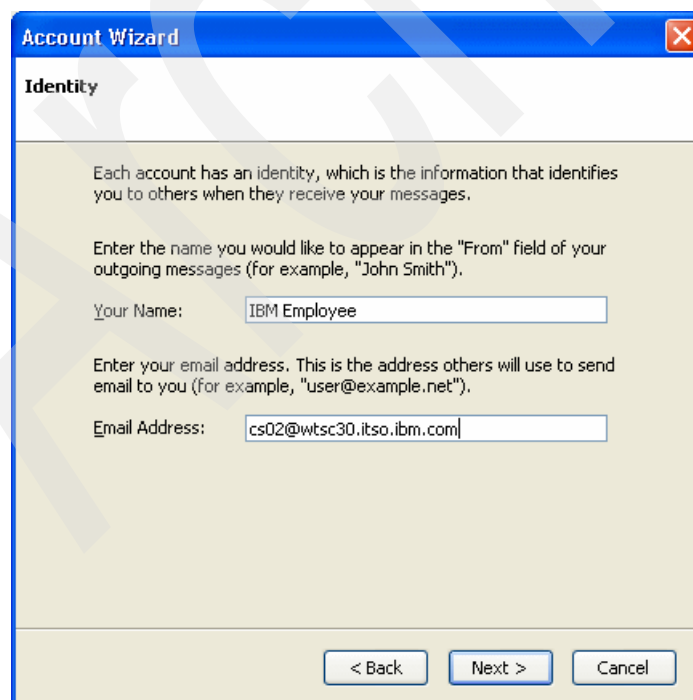 Account Wizard
Identity
Each account has an identity, which is the information that identifies
you to others when they receive your messages.
Enter the name you would like to appear in the "From" field of your
outgoing messages (for example, "John Smith").
Your Name: IBM Employee
Enter your email address. This is the address others will use to send
email to you (for example, "user@example.net").
Email Address: cs02@wtsc30.itso.ibm.com
< Back Next > Cancel